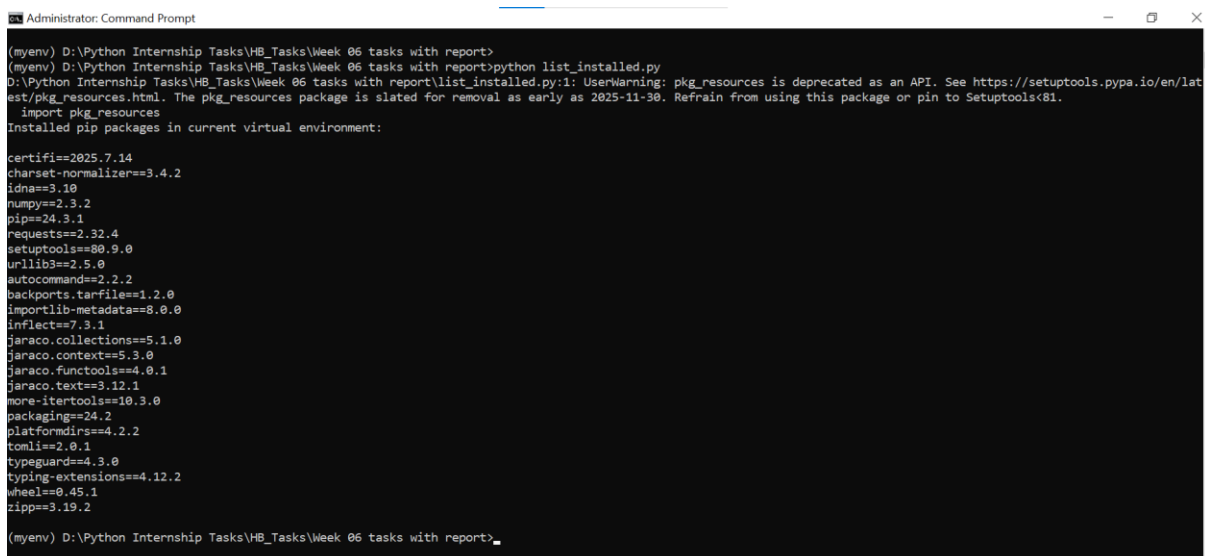 Administrator: Command Prompt
(myenv) D:\Python Internship Tasks\HB_Tasks\Week 06 tasks with report>
(myenv) D:\Python Internship Tasks\HB_Tasks\Week 06 tasks with report>python list_installed.py
D:\Python Internship Tasks\HB_Tasks\Week 06 tasks with report\list_installed.py:1: UserWarning: pkg_resources is deprecated as an API. See https://setuptools.pypa.io/en/lat
est/pkg_resources.html. The pkg_resources package is slated for removal as early as 2025-11-30. Refrain from using this package or pin to Setuptools<81.
  import pkg_resources
Installed pip packages in current virtual environment:
certifi==2025.7.14
charset-normalizer==3.4.2
idna==3.10
numpy==2.3.2
pip==24.3.1
requests==2.32.4
setuptools==80.9.0
urllib3==2.5.0
autocommand==2.2.2
backports.tarfile==1.2.0
importlib-metadata==8.0.0
inflect==7.3.1
jaraco.collections==5.1.0
jaraco.context==5.3.0
jaraco.functools==4.0.1
jaraco.text==3.12.1
more-itertools==10.3.0
packaging==24.2
platformdirs==4.2.2
tomli==2.0.1
typeguard==4.3.0
typing-extensions==4.12.2
wheel==0.45.1
zipp==3.19.2
(myenv) D:\Python Internship Tasks\HB_Tasks\Week 06 tasks with report>